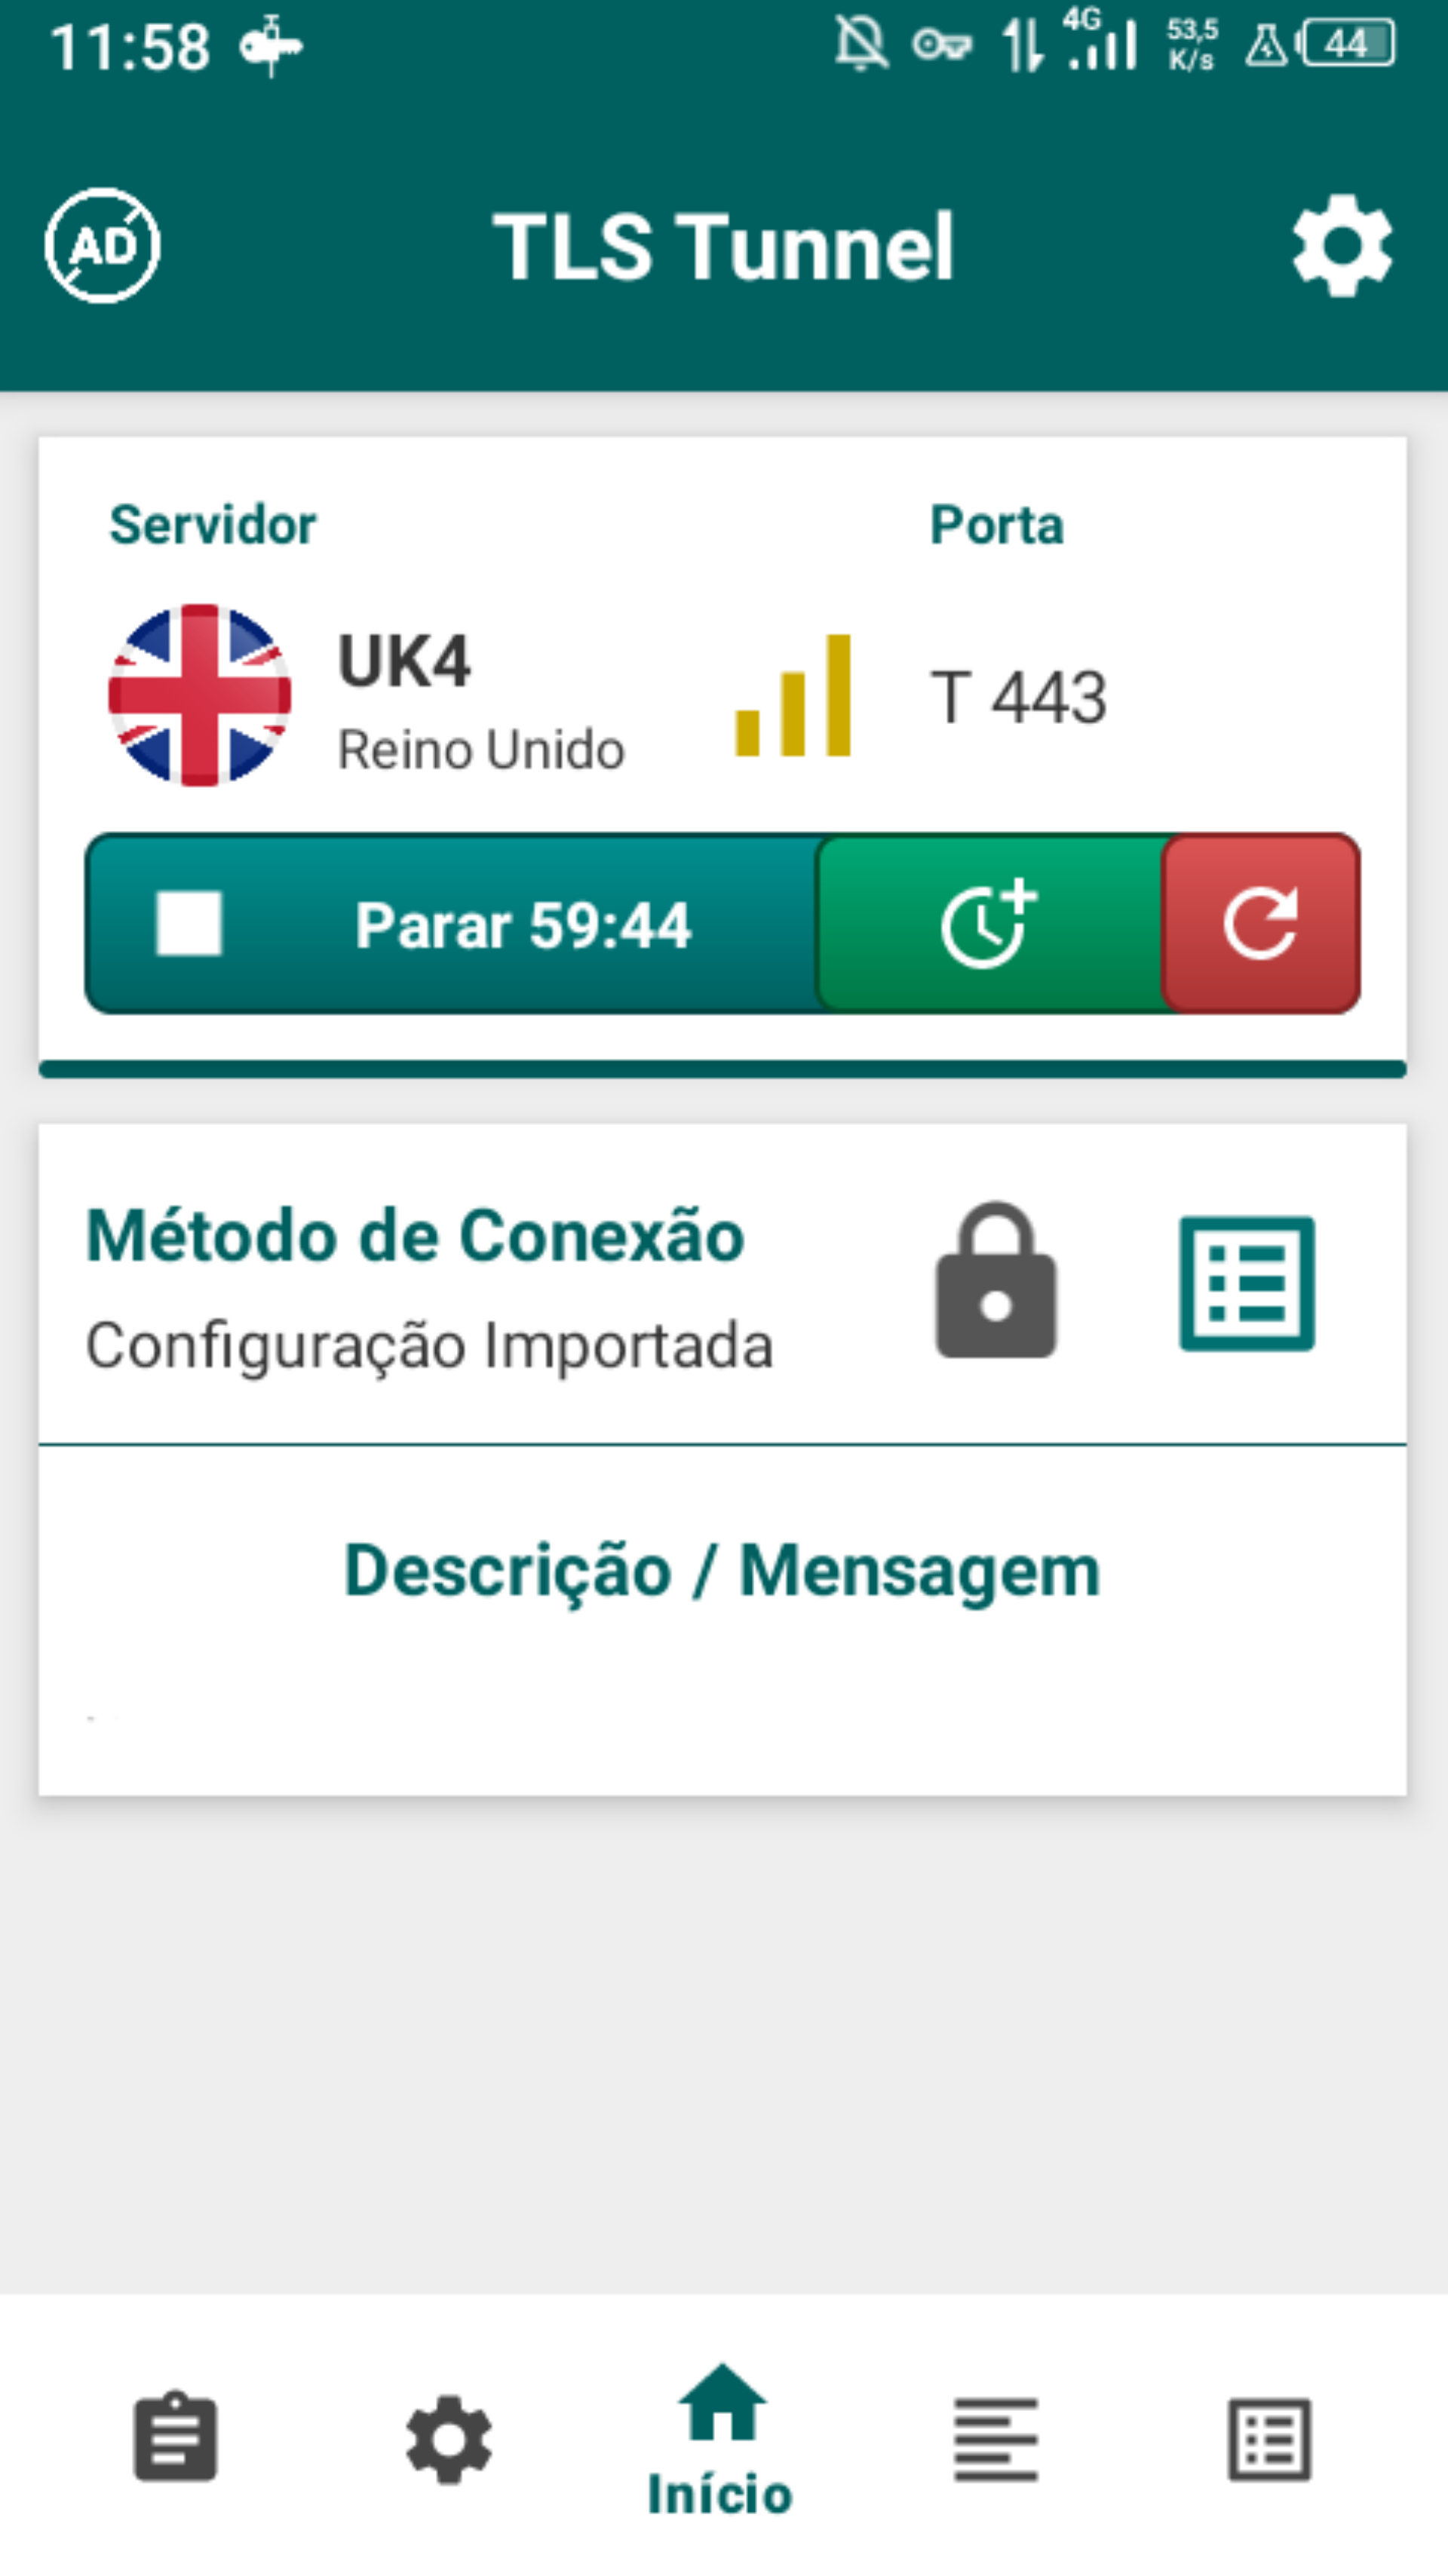 11:58
4G
53,5
K/s
44
AD
TLS Tunnel
Servidor
Porta
UK4
Reino Unido
T 443
Parar 59:44
Método de Conexão
Configuração Importada
Descrição / Mensagem
Início